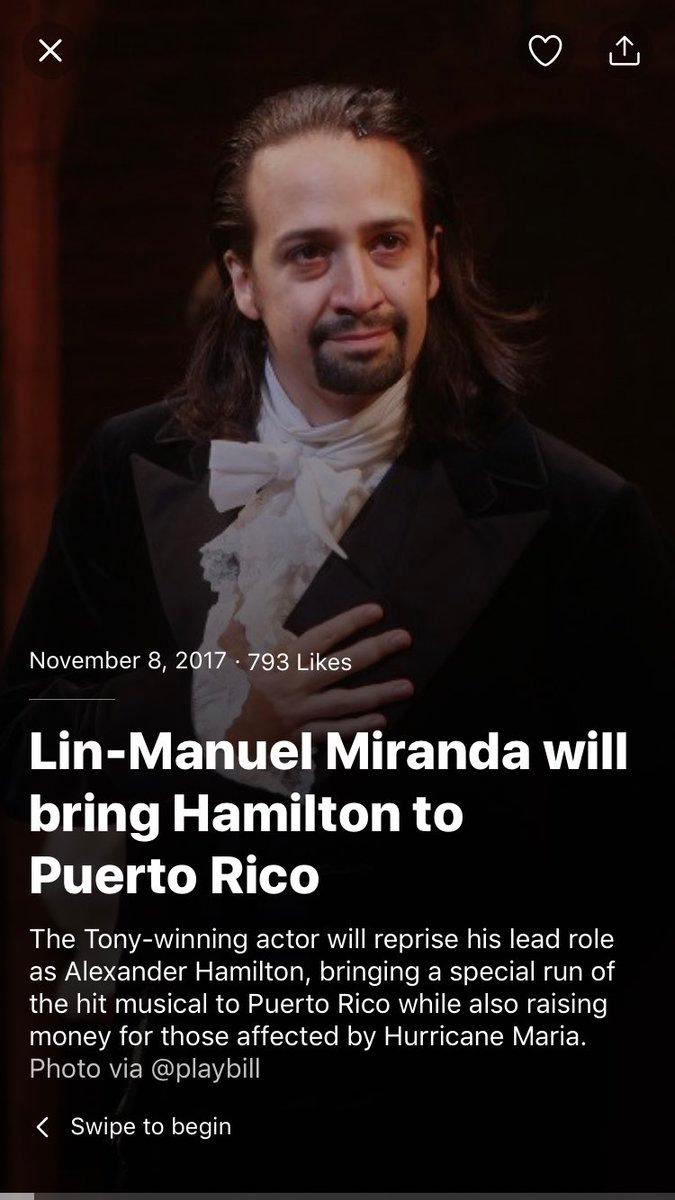 November 8, 2017 · 793 Likes
Lin-Manuel Miranda will
bring Hamilton to
Puerto Rico
The Tony-winning actor will reprise his lead role
as Alexander Hamilton, bringing a special run of
the hit musical to Puerto Rico while also raising
money for those affected by Hurricane Maria.
Photo via @playbill
Swipe to begin